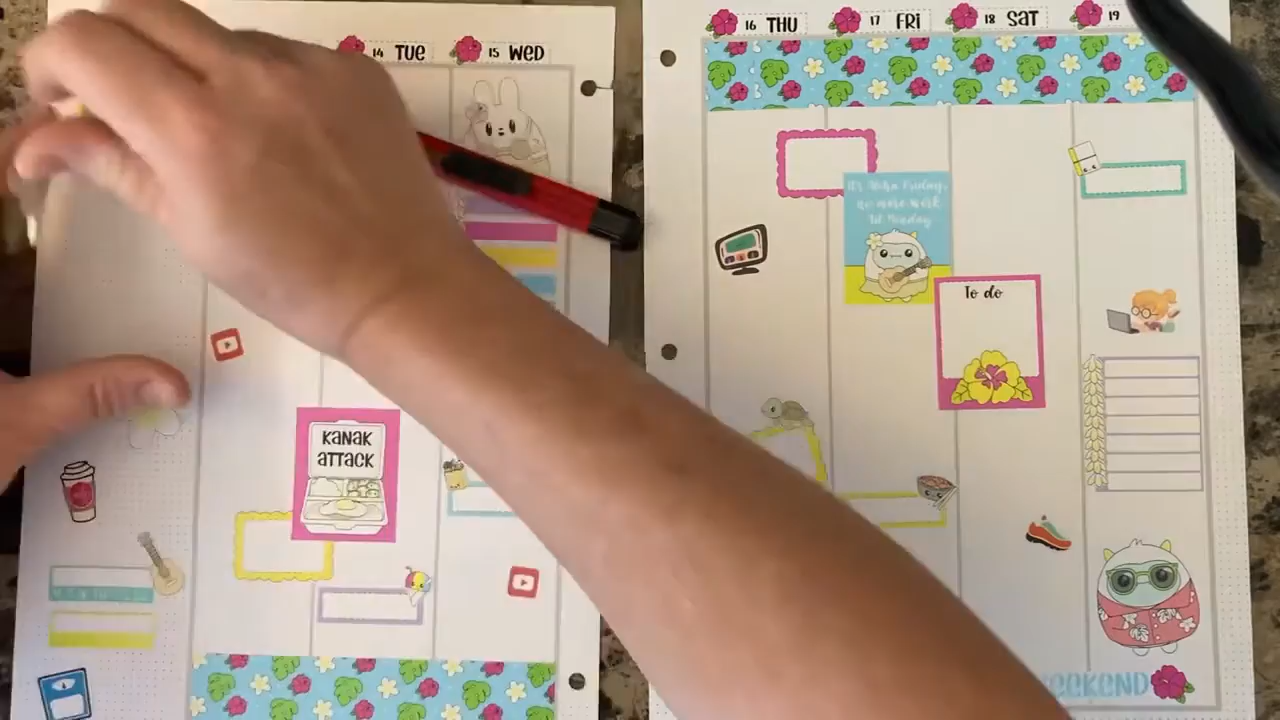 14 TUE
15 WED
16 THU
17 FRI
18 SAT
19
It's Aloha Friday,
no more work
'til Monday
To do
KANAK
ATTACK
WEEKEND